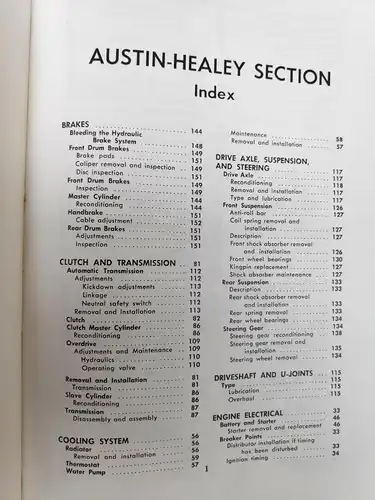 AUSTIN-HEALEY SECTION
Index
BRAKES
Bleeding the Hydraulic
Brake System 144
Front Drum Brakes 148
Brake pads 149
Caliper removal and inspection 151
Disc inspection 149
Front Drum Brakes 151
Inspection 149
Master Cylinder 149
Reconditioning 144
Handbrake 144
Cable adjustment 151
Rear Drum Brakes 152
Adjustments 151
Inspection 151
CLUTCH AND TRANSMISSION 81
Automatic Transmission 112
Adjustments 112
Kickdown adjustments 113
Linkage 112
Neutral safety switch 112
Removal and Installation 113
Clutch 82
Clutch Master Cylinder 86
Reconditioning 86
Overdrive 109
Adjustments and Maintenance 109
Hydraulics 110
Operating valve 110
Removal and Installation 81
Transmission 81
Slave Cylinder 86
Reconditioning 86
Transmission 87
Disassembly and assembly 87
COOLING SYSTEM 56
Radiator 56
Removal and installation 56
Thermostat 57
Water Pump
Maintenance 58
Removal and installation 57
DRIVE AXLE, SUSPENSION,
AND STEERING 117
Drive Axle 117
Reconditioning 118
Removal and installation 117
Type and lubrication 117
Front Suspension 126
Anti-roll bar 127
Coil spring removal and
installation 127
Description 127
Front shock absorber removal
and installation 126
Front wheel bearings 130
Kingpin replacement 127
Shock absorber maintenance 127
Rear Suspension 133
Description 133
Rear shock absorber removal
and installation 133
Rear spring removal 133
Rear wheel bearings 133
Steering Gear 134
Steering gear reconditioning 138
Steering gear removal and
installation 135
Steering wheel removal 134
DRIVESHAFT AND U-JOINTS 115
Type 115
Lubrication 115
Overhaul 115
ENGINE ELECTRICAL 33
Battery and Starter 46
Starter removal and replacement 46
Breaker Points 33
Distributor installation if timing
has been disturbed 33
Ignition timing 34
1